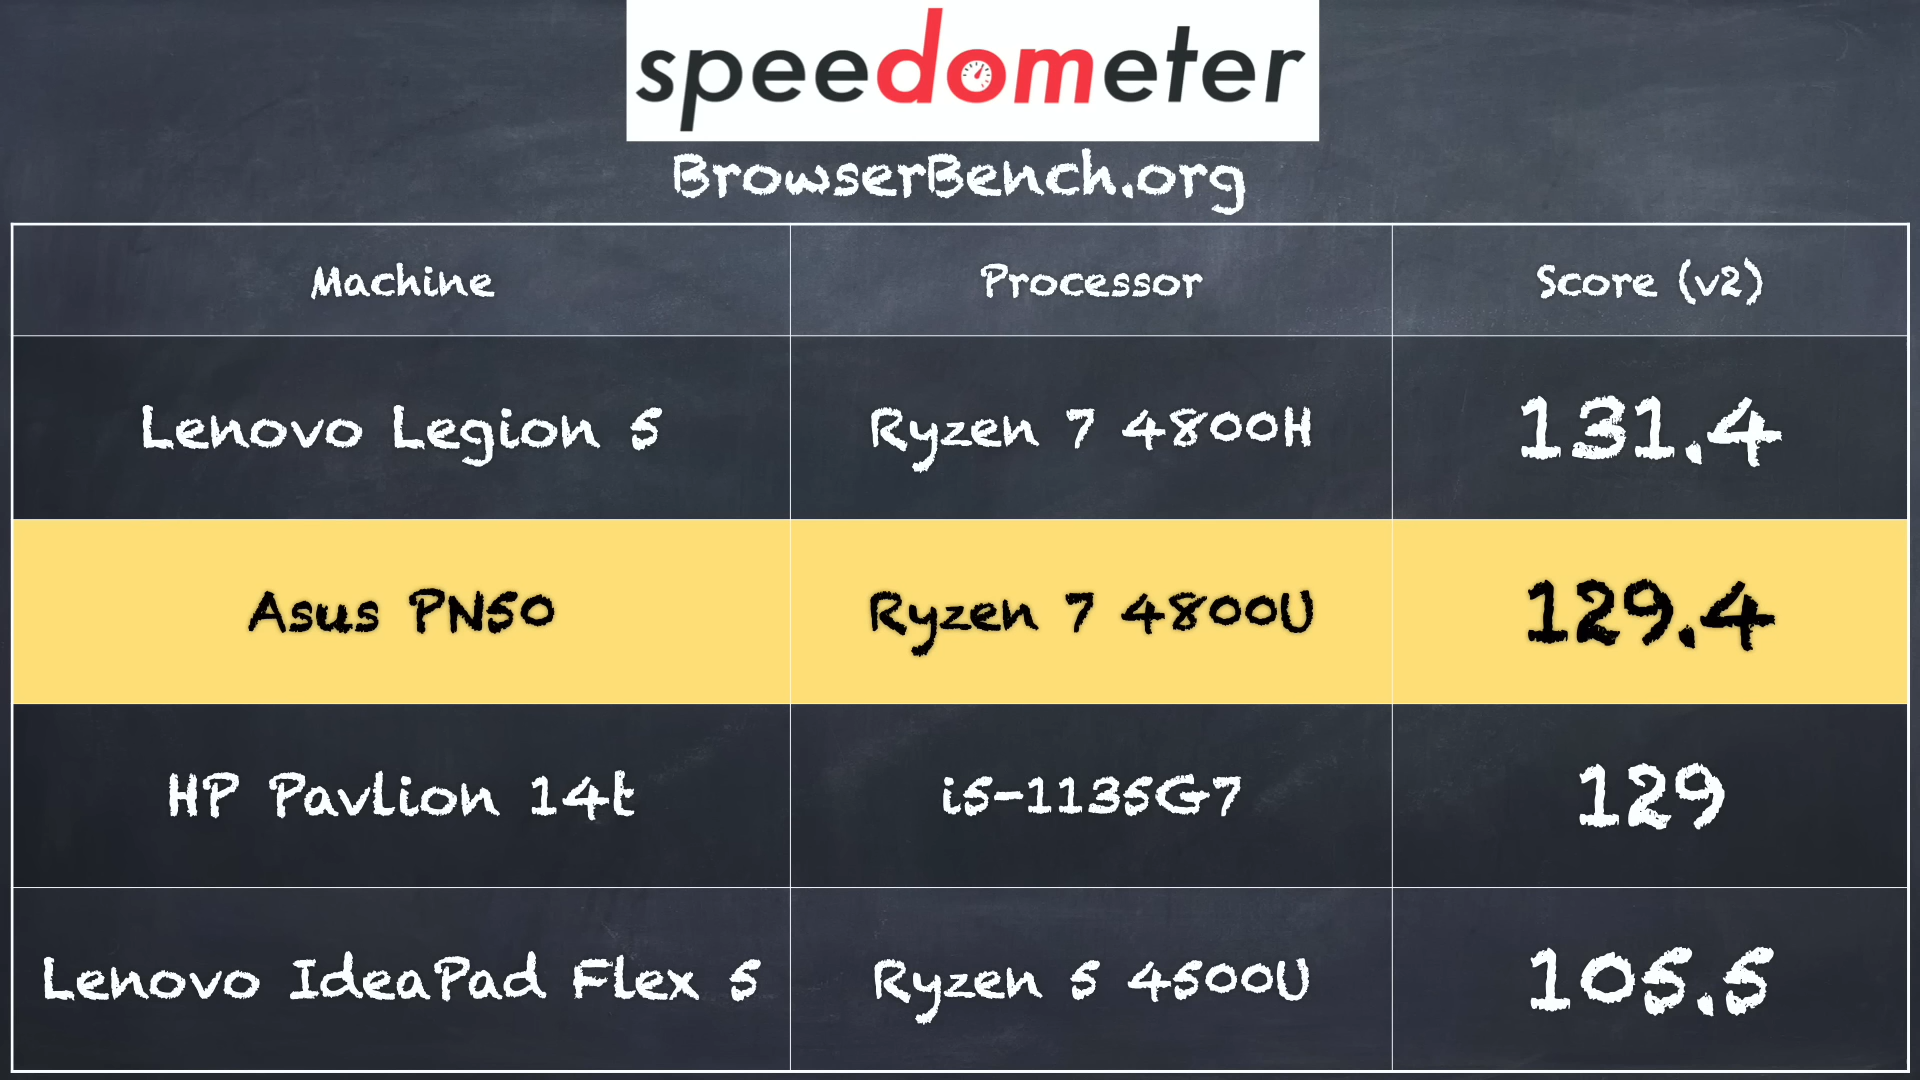 speedometer
BrowserBench.org
Machine Processor Score (v2)
Lenovo Legion 5 Ryzen 7 4800H 131.4
Asus PN50 Ryzen 7 4800U 129.4
HP Pavlion 14t i5-1135G7 129
Lenovo IdeaPad Flex 5 Ryzen 5 4500U 105.5